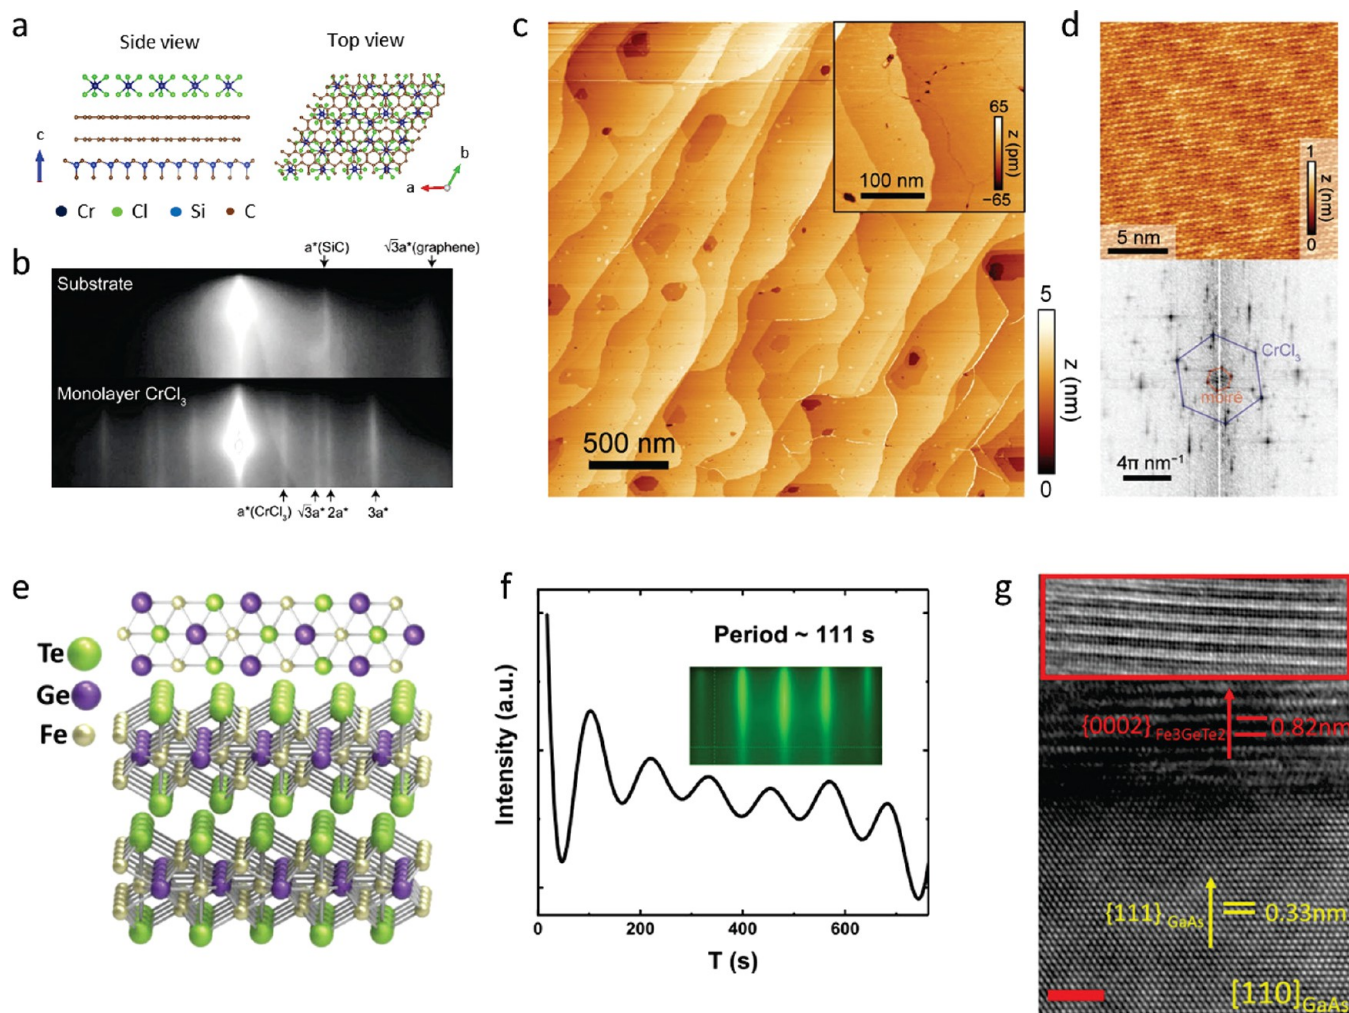 a
Side view
Top view
c
b
a
Cr
Cl
Si
C
b
a*(SiC)
√3a*(graphene)
Substrate
Monolayer CrCl₃
a*(CrCl₃)
√3a*
2a*
3a*
c
65
z (pm)
−65
100 nm
5
z (nm)
0
500 nm
d
1
z (nm)
0
5 nm
CrCl₃
moiré
4π nm⁻¹
e
Te
Ge
Fe
f
Period ~ 111 s
Intensity (a.u.)
0
200
400
600
T (s)
g
{0002} Fe3GeTe2
0.82nm
{111} GaAs
0.33nm
[110]GaAs